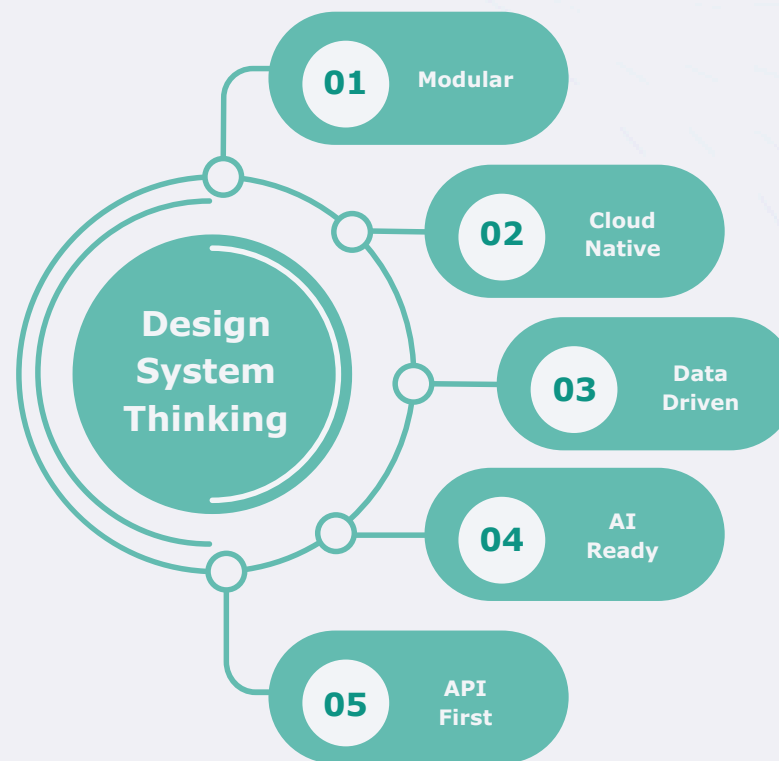 01
Modular
02
Cloud
Native
Design
System
Thinking
03
Data
Driven
04
AI
Ready
05
API
First